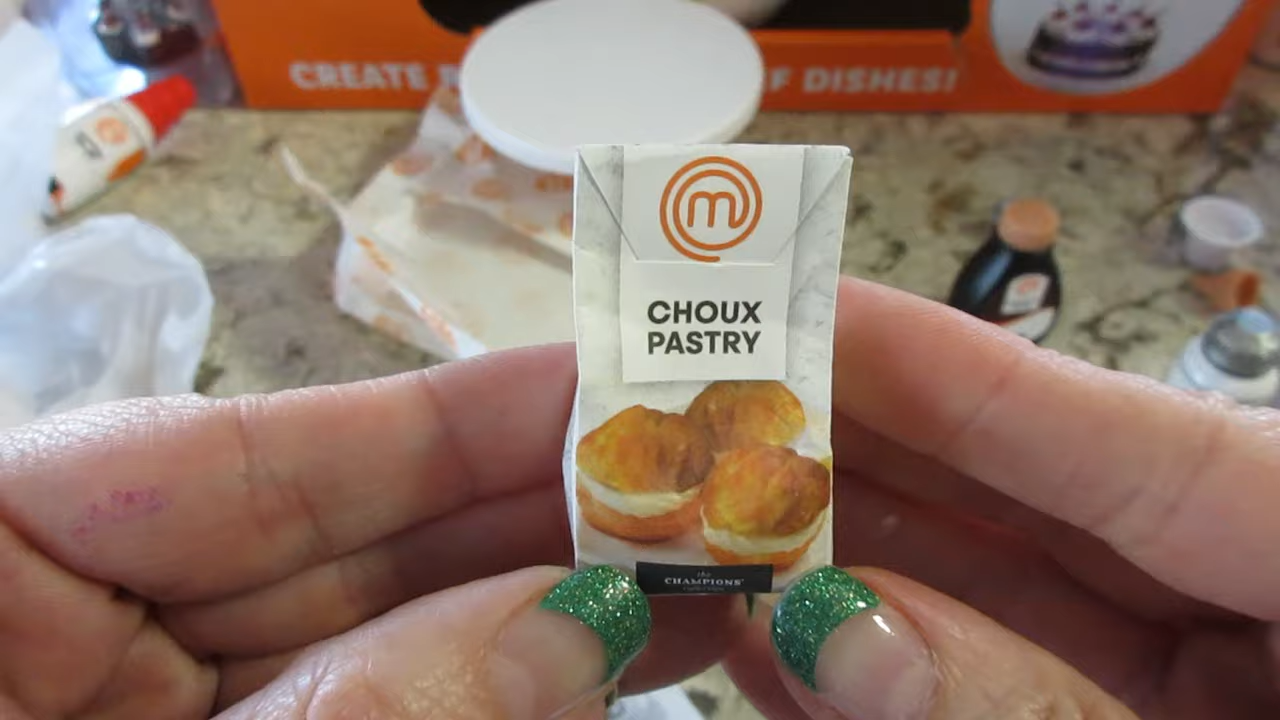 CREATE
F DISHES!
m
CHOUX
PASTRY
the
CHAMPIONS'